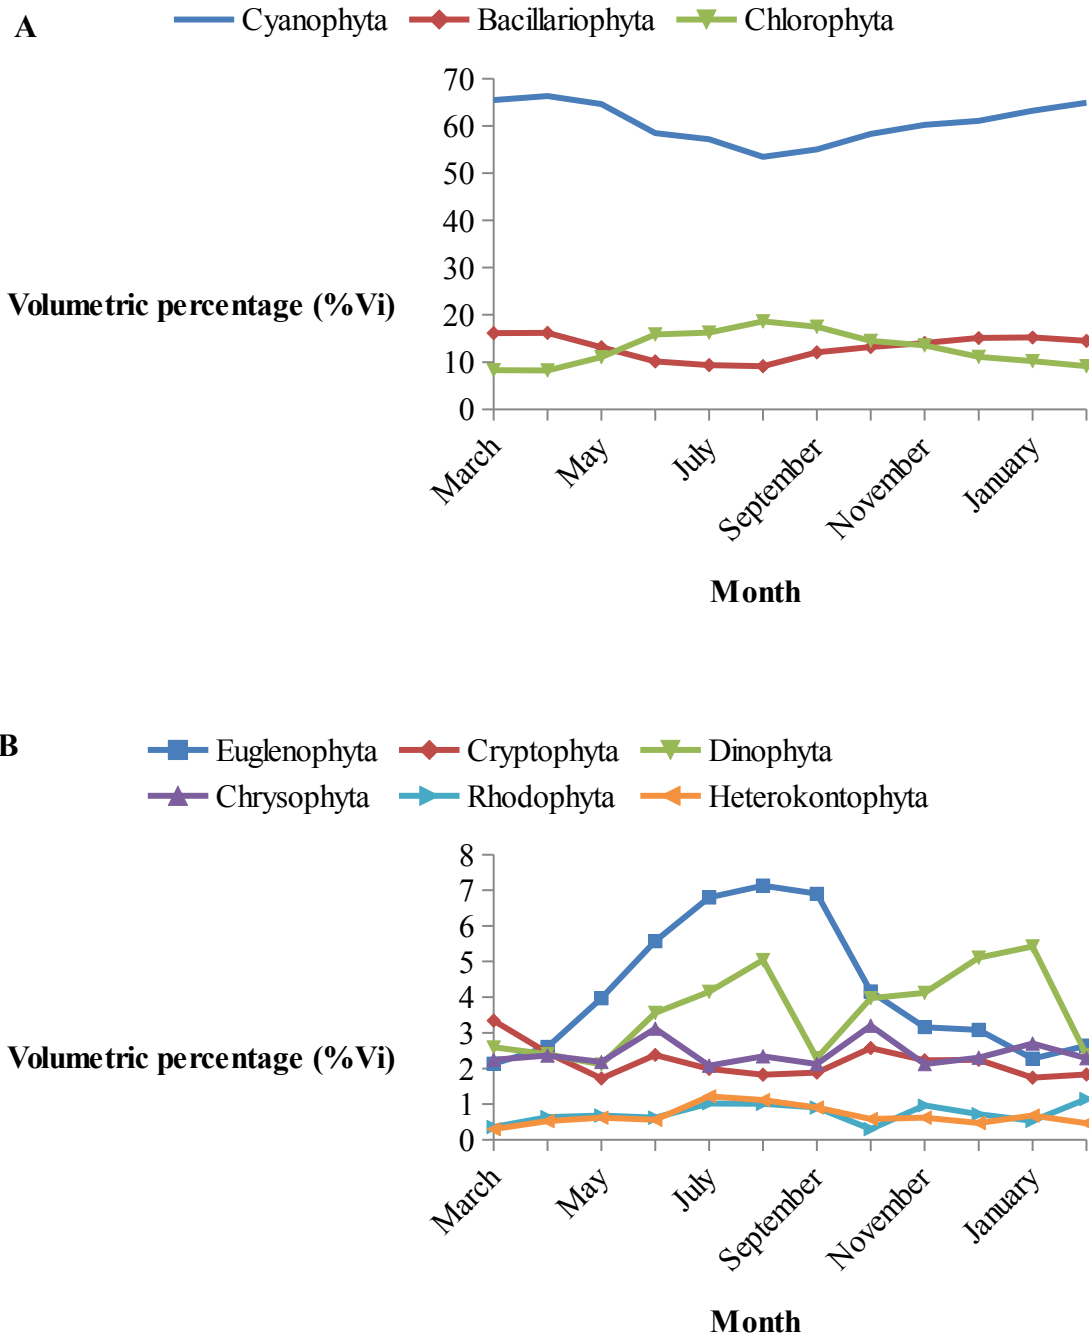 A
Cyanophyta Bacillariophyta Chlorophyta
70
60
50
40
30
20
10
0
Volumetric percentage (%Vi)
March May July September November January
Month
B
Euglenophyta Cryptophyta Dinophyta
Chrysophyta Rhodophyta Heterokontophyta
8
7
6
5
4
3
2
1
0
Volumetric percentage (%Vi)
March May July September November January
Month